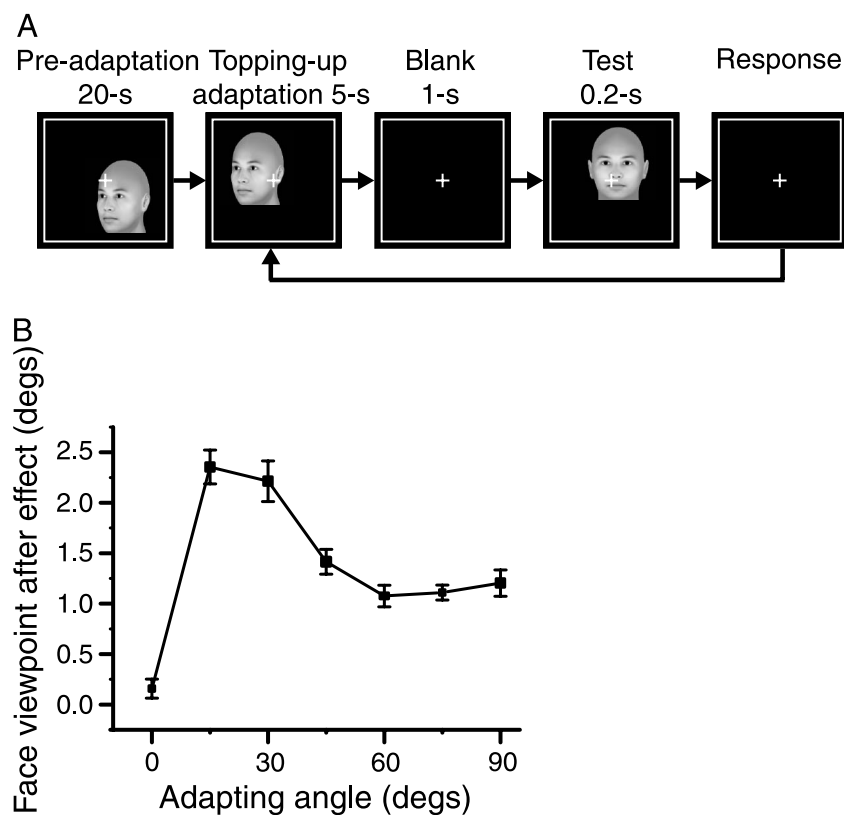 A
Pre-adaptation Topping-up Blank Test Response
20-s adaptation 5-s 1-s 0.2-s
B
Face viewpoint after effect (degs)
2.5
2.0
1.5
1.0
0.5
0.0
0 30 60 90
Adapting angle (degs)